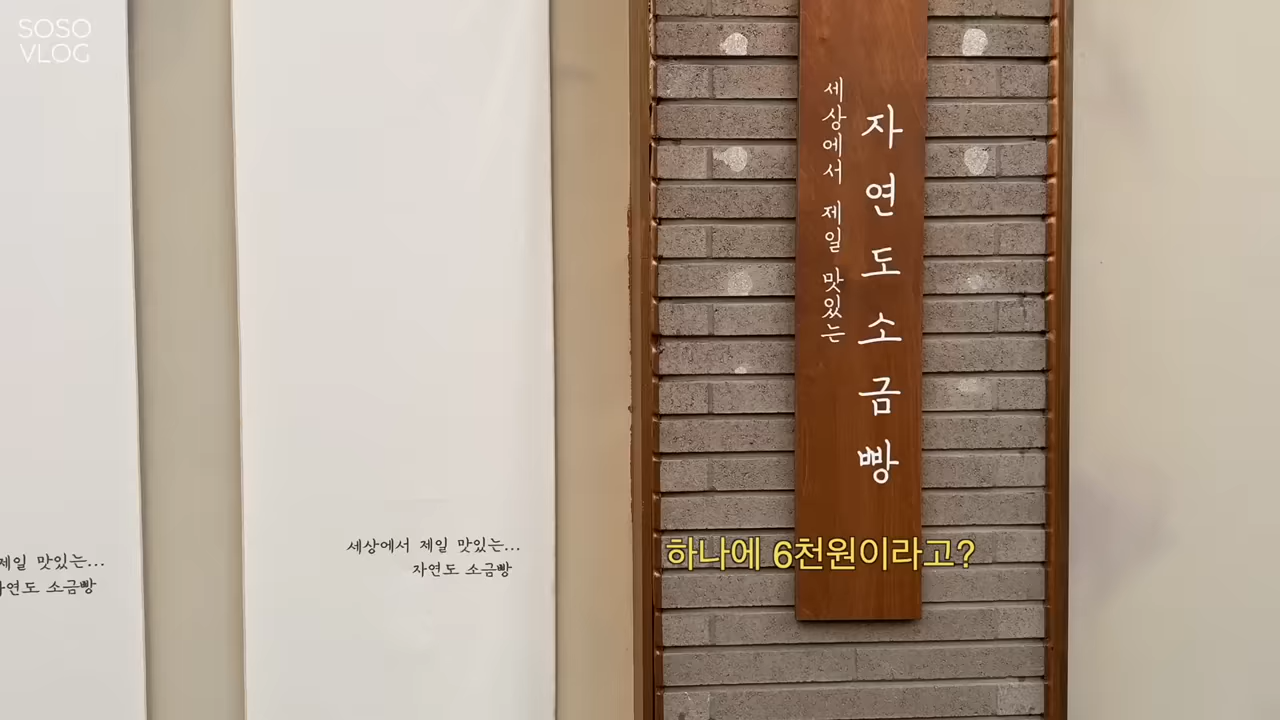 SOSO
VLOG
세상에서 제일 맛있는
자연도소금빵
제일 맛있는...
자연도 소금빵
세상에서 제일 맛있는...
자연도 소금빵
하나에 6천원이라고?